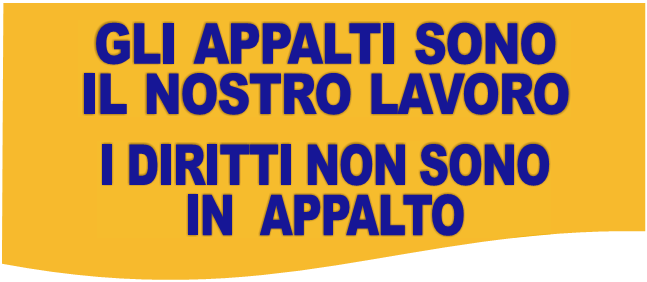 GLI APPALTI SONO
IL NOSTRO LAVORO
I DIRITTI NON SONO
IN APPALTO